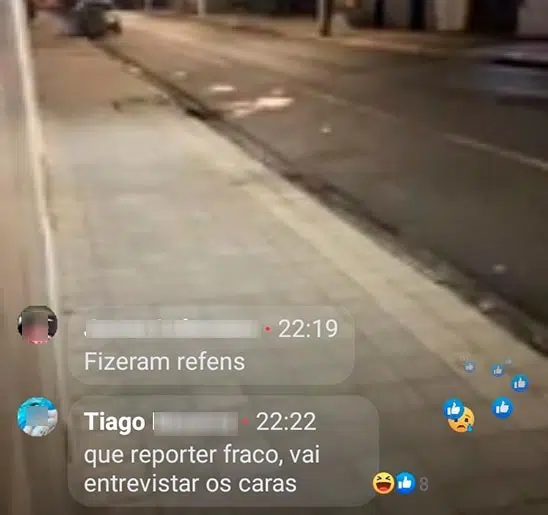 22:19
Fizeram refens
Tiago 22:22
que reporter fraco, vai
entrevistar os caras
8